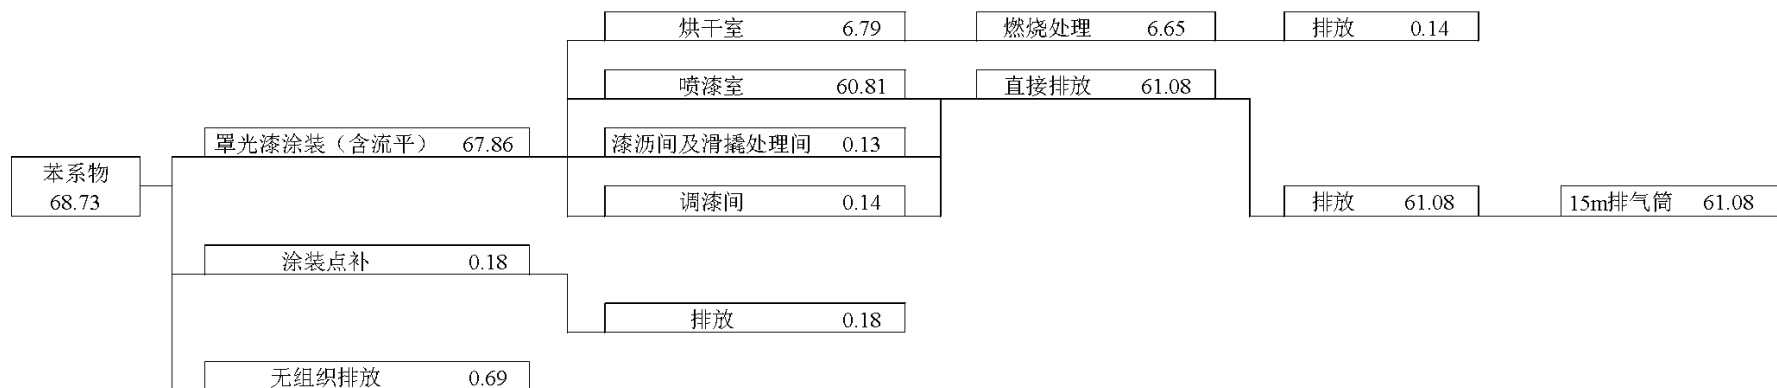 烘干室 6.79 燃烧处理 6.65 排放 0.14
喷漆室 60.81 直接排放 61.08
罩光漆涂装（含流平） 67.86 漆沥间及滑撬处理间 0.13
苯系物
68.73
调漆间 0.14 排放 61.08 15m排气筒 61.08
涂装点补 0.18
排放 0.18
无组织排放 0.69